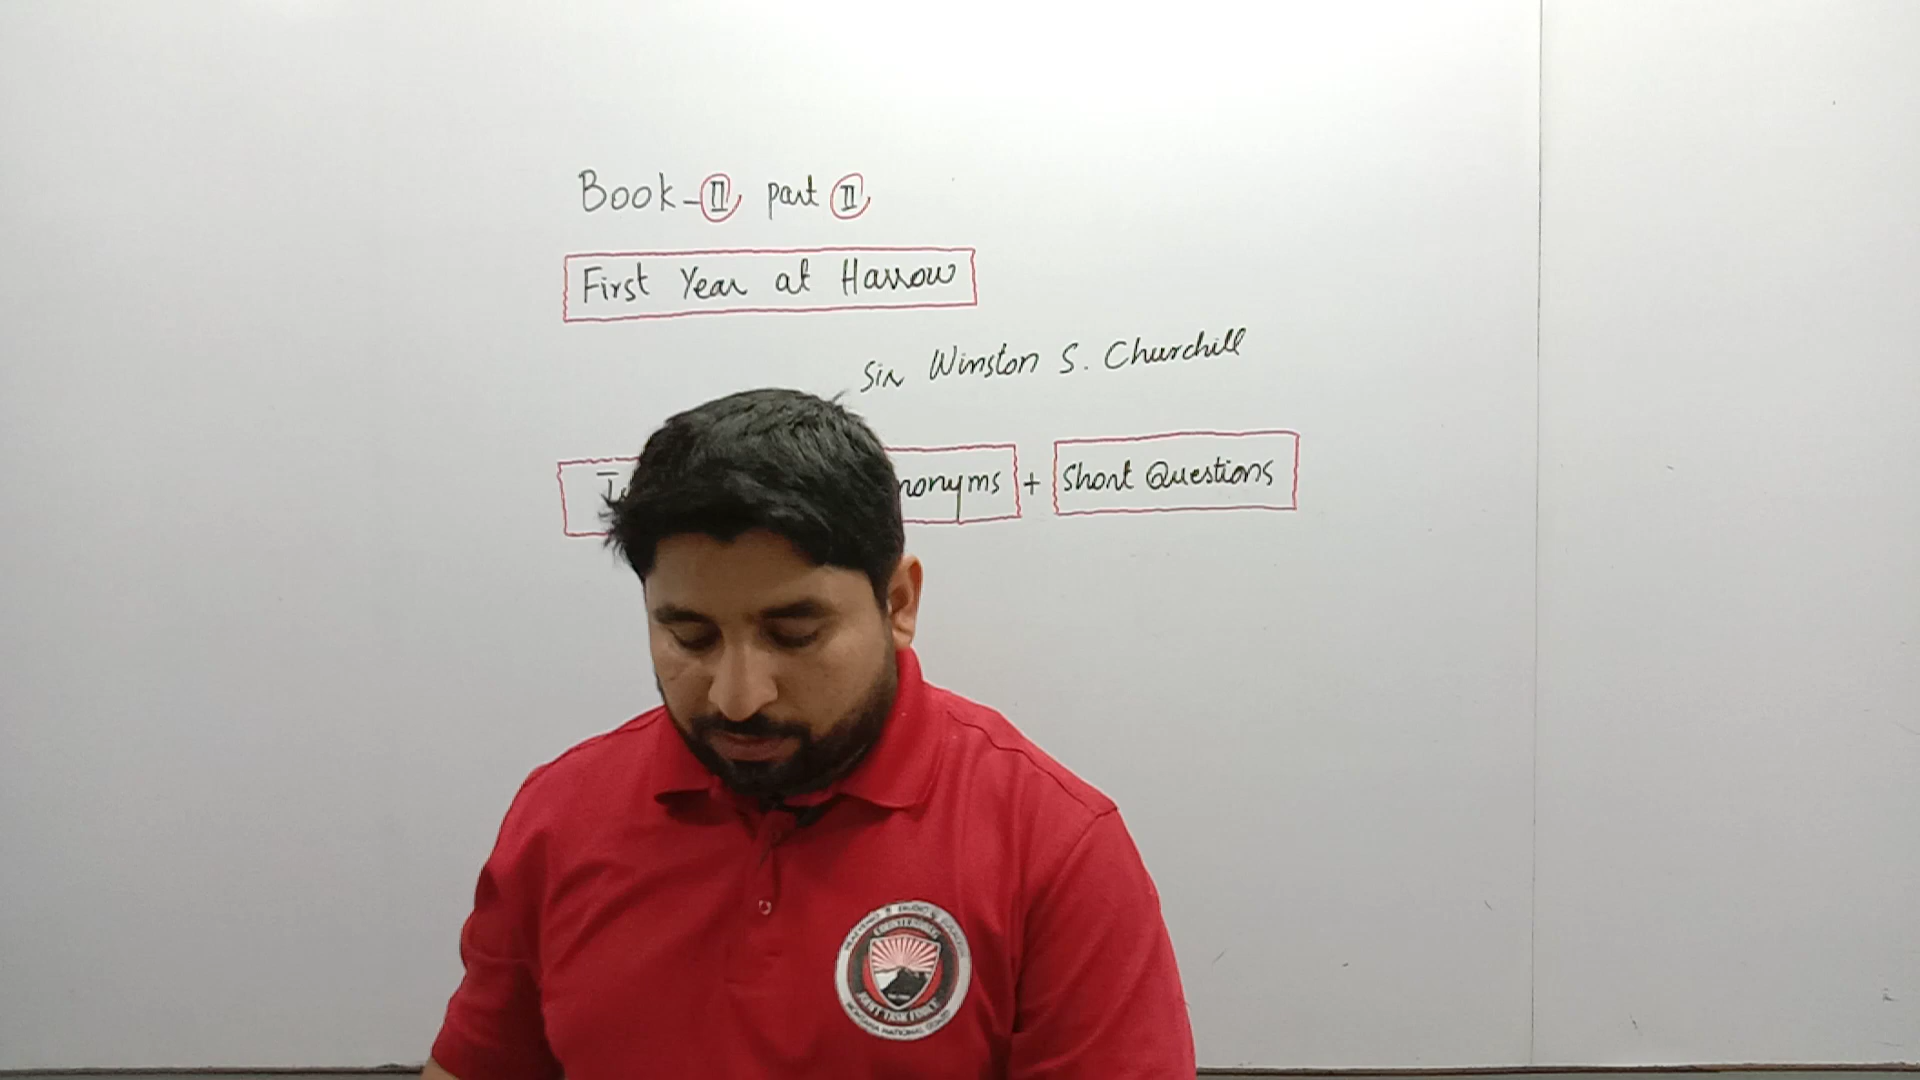 Book-II part II
First Year at Harrow
Sir Winston S. Churchill
nonyms + Short Questions